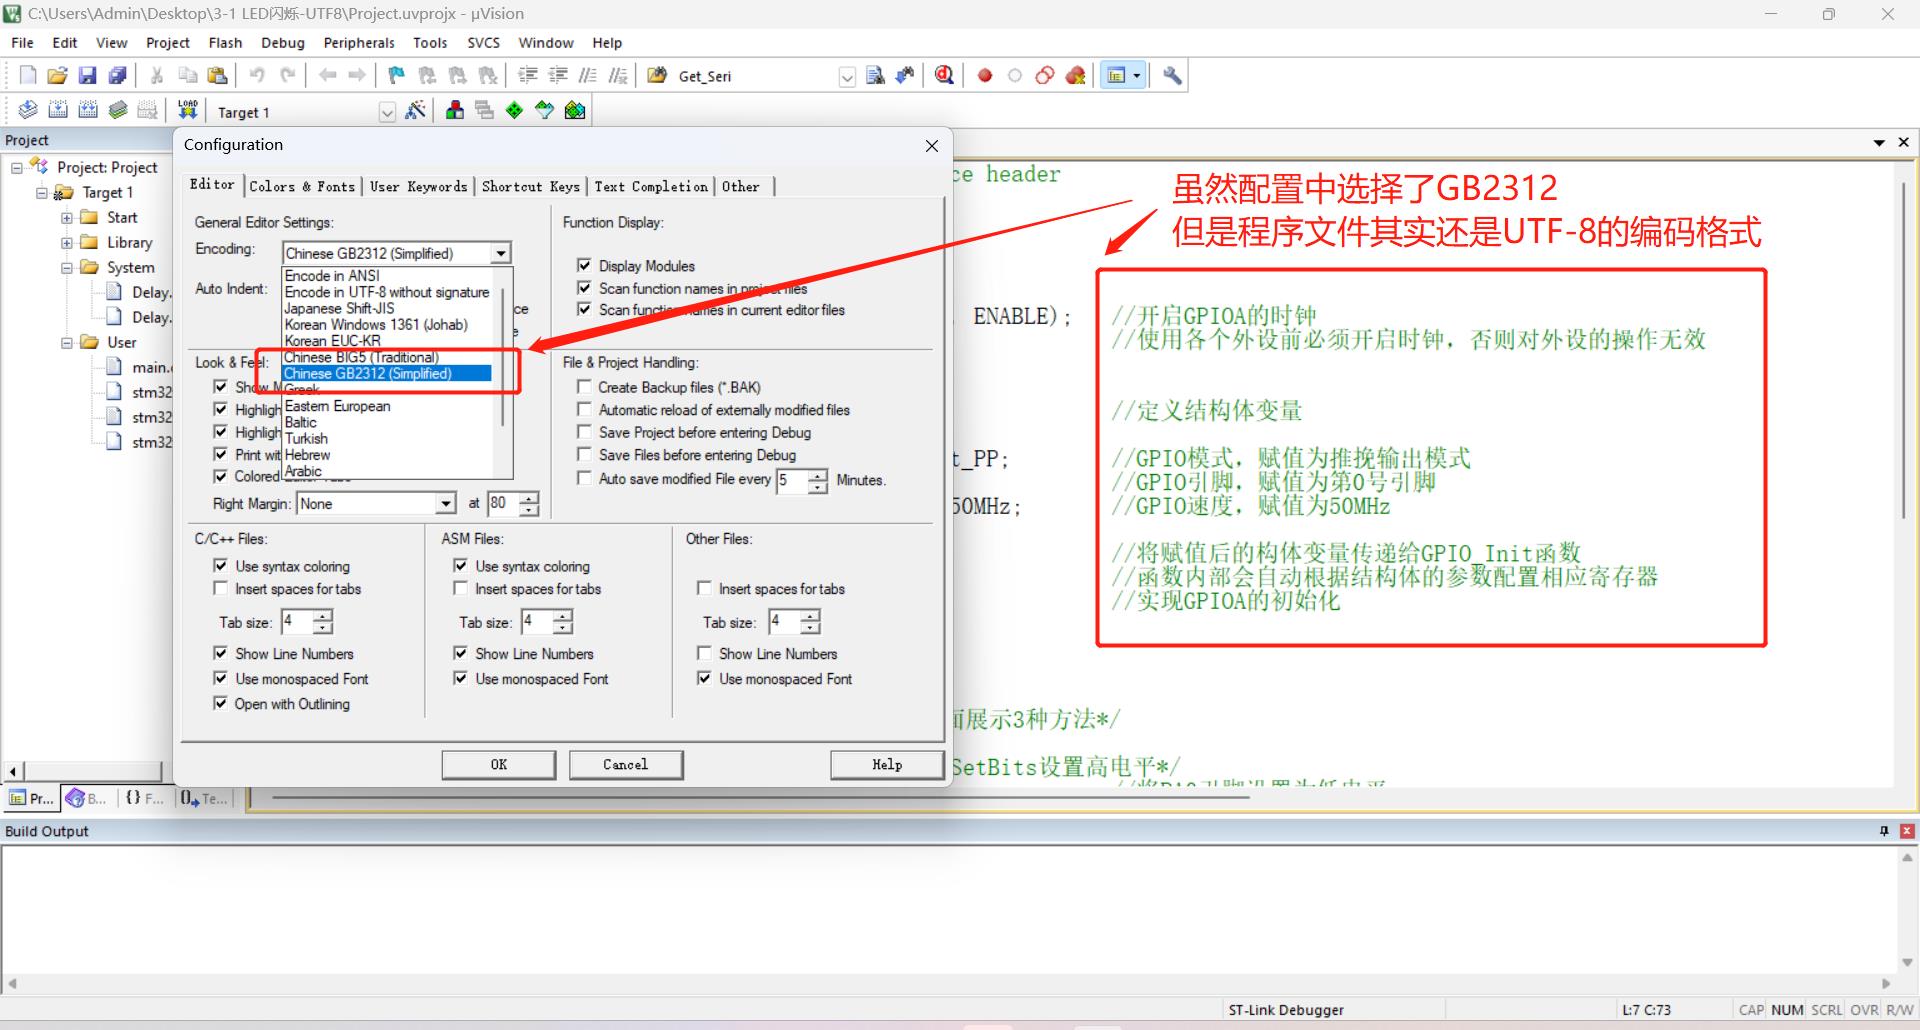 C:\Users\Admin\Desktop\3-1 LED闪烁-UTF8\Project.uvprojx - µVision
File Edit View Project Flash Debug Peripherals Tools SVCS Window Help
Get_Seri
LOAD Target 1
Project
Project: Project
Target 1
Start
Library
System
Delay.
Delay.
User
main.
stm32
stm32
stm32
Pr... B... {} F... Te...
Configuration
Editor Colors & Fonts User Keywords Shortcut Keys Text Completion Other
General Editor Settings:
Encoding: Chinese GB2312 (Simplified)
Encode in ANSI
Encode in UTF-8 without signature
Japanese Shift-JIS
Korean Windows 1361 (Johab)
Korean EUC-KR
Chinese BIG5 (Traditional)
Chinese GB2312 (Simplified)
Greek
Eastern European
Baltic
Turkish
Hebrew
Arabic
Auto Indent:
Look & Feel:
Show M
Highligh
Highligh
Print wit
Colored
Right Margin: None at 80
Function Display:
Display Modules
Scan function names in project files
Scan function names in current editor files
File & Project Handling:
Create Backup files (*.BAK)
Automatic reload of externally modified files
Save Project before entering Debug
Save Files before entering Debug
Auto save modified File every 5 Minutes.
C/C++ Files:
Use syntax coloring
Insert spaces for tabs
Tab size: 4
Show Line Numbers
Use monospaced Font
Open with Outlining
ASM Files:
Use syntax coloring
Insert spaces for tabs
Tab size: 4
Show Line Numbers
Use monospaced Font
Other Files:
Insert spaces for tabs
Tab size: 4
Show Line Numbers
Use monospaced Font
OK Cancel Help
ce header
虽然配置中选择了GB2312
但是程序文件其实还是UTF-8的编码格式
ENABLE); //开启GPIOA的时钟
//使用各个外设前必须开启时钟，否则对外设的操作无效
//定义结构体变量
t_PP; //GPIO模式，赋值为推挽输出模式
//GPIO引脚，赋值为第0号引脚
50MHz; //GPIO速度，赋值为50MHz
//将赋值后的构体变量传递给GPIO_Init函数
//函数内部会自动根据结构体的参数配置相应寄存器
//实现GPIOA的初始化
面展示3种方法*/
SetBits设置高电平*/
Build Output
ST-Link Debugger L:7 C:73 CAP NUM SCRL OVR R/W